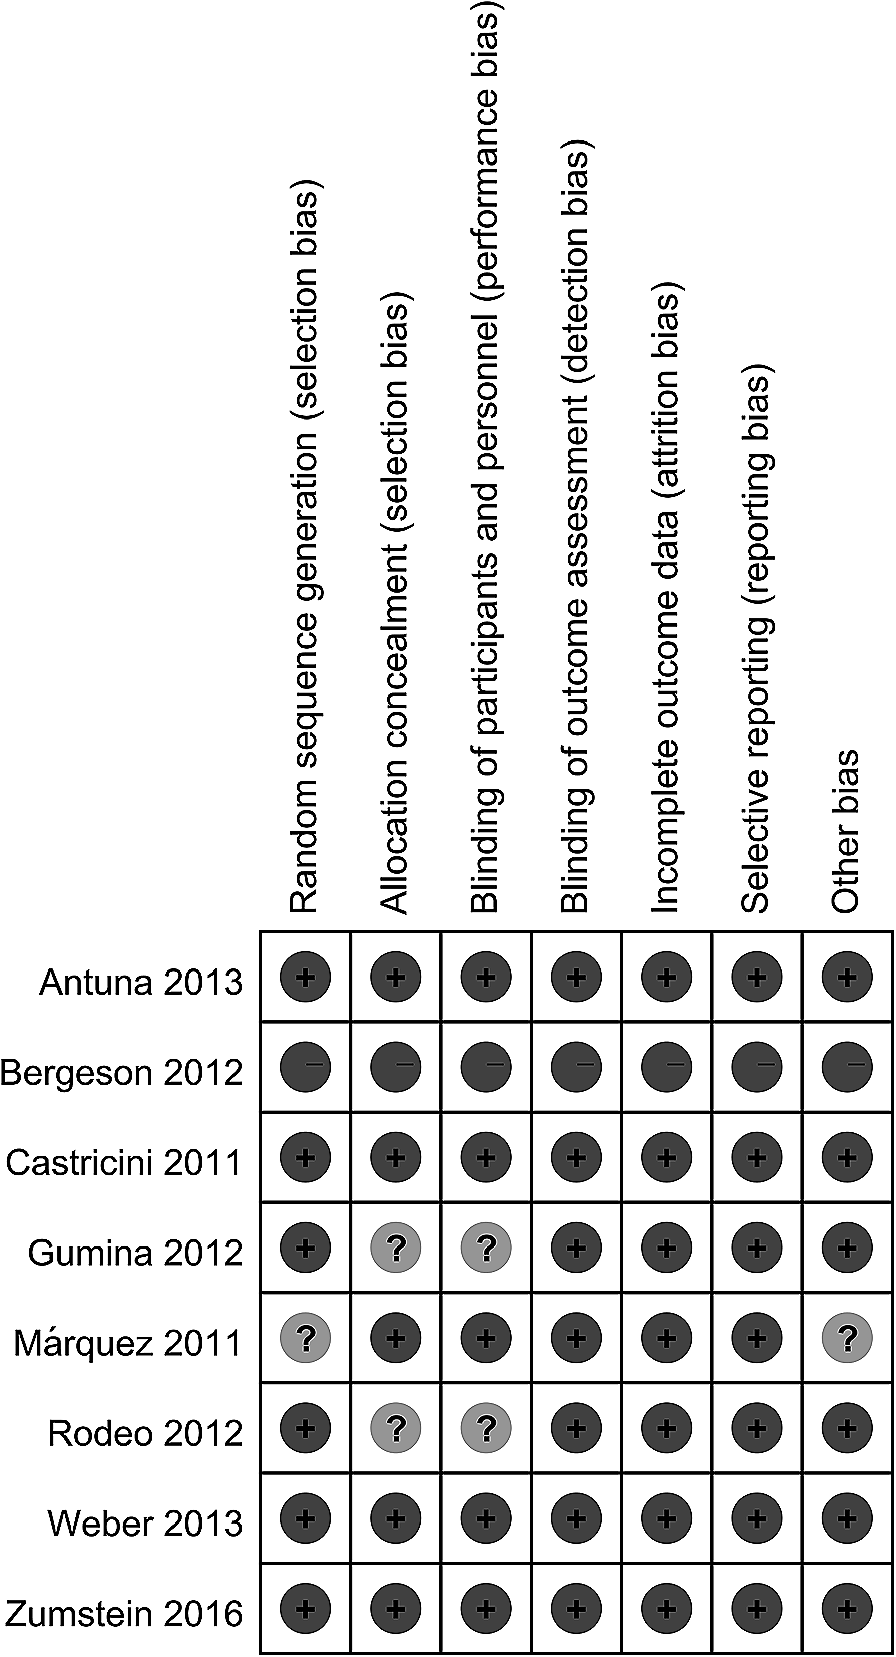 Random sequence generation (selection bias)
Allocation concealment (selection bias)
Blinding of participants and personnel (performance bias)
Blinding of outcome assessment (detection bias)
Incomplete outcome data (attrition bias)
Selective reporting (reporting bias)
Other bias
Antuna 2013 + + + + + + +
Bergeson 2012 – – – – – – –
Castricini 2011 + + + + + + +
Gumina 2012 + ? ? + + + +
Márquez 2011 ? + + + + + ?
Rodeo 2012 + ? ? + + + +
Weber 2013 + + + + + + +
Zumstein 2016 + + + + + + +